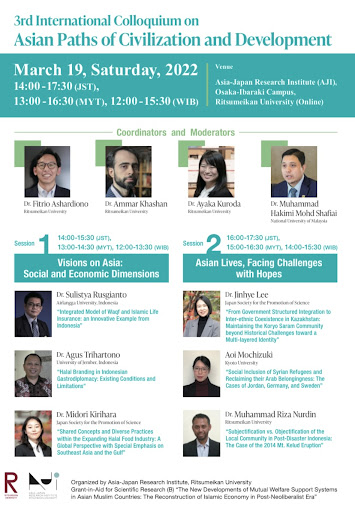 3rd International Colloquium on
Asian Paths of Civilization and Development
March 19, Saturday, 2022
14:00-17:30 (JST),
13:00-16:30 (MYT), 12:00-15:30 (WIB)
Venue
Asia-Japan Research Institute (AJI),
Osaka-Ibaraki Campus,
Ritsumeikan University (Online)
Coordinators and Moderators
Dr. Fitrio Ashardiono
Ritsumeikan University
Dr. Ammar Khashan
Ritsumeikan University
Dr. Ayaka Kuroda
Ritsumeikan University
Dr. Muhammad
Hakimi Mohd Shafiai
National University of Malaysia
Session 1
14:00-15:30 (JST),
13:00-14:30 (MYT), 12:00-13:30 (WIB)
Visions on Asia:
Social and Economic Dimensions
Dr. Sulistya Rusgianto
Airlangga University, Indonesia
"Integrated Model of Waqf and Islamic Life
Insurance: an Innovative Example from
Indonesia"
Dr. Agus Trihartono
University of Jember, Indonesia
"Halal Branding in Indonesian
Gastrodiplomacy: Existing Conditions and
Limitations"
Dr. Midori Kirihara
Japan Society for the Promotion of Science
"Shared Concepts and Diverse Practices
within the Expanding Halal Food Industry: A
Global Perspective with Special Emphasis on
Southeast Asia and the Gulf"
Session 2
16:00-17:30 (JST),
15:00-16:30 (MYT), 14:00-15:30 (WIB)
Asian Lives, Facing Challenges
with Hopes
Dr. Jinhye Lee
Japan Society for the Promotion of Science
"From Government Structured Integration to
Inter-ethnic Coexistence in Kazakhstan:
Maintaining the Koryo Saram Community
beyond Historical Challenges toward a
Multi-layered Identity"
Aoi Mochizuki
Kyoto University
"Social Inclusion of Syrian Refugees and
Reclaiming their Arab Belongingness: The
Cases of Jordan, Germany, and Sweden"
Dr. Muhammad Riza Nurdin
Ritsumeikan University
"Subjectification vs. Objectification of the
Local Community in Post-Disaster Indonesia:
The Case of the 2014 Mt. Kelud Eruption"
Organized by Asia-Japan Research Institute, Ritsumeikan University
Grant-in-Aid for Scientific Research (B) "The New Developments of Mutual Welfare Support Systems
in Asian Muslim Countries: The Reconstruction of Islamic Economy in Post-Neoliberalist Era"